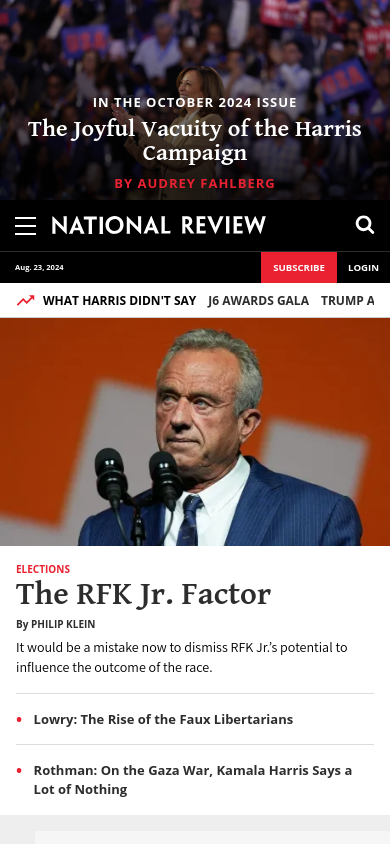 IN THE OCTOBER 2024 ISSUE
The Joyful Vacuity of the Harris
Campaign
BY AUDREY FAHLBERG
NATIONAL REVIEW
Aug. 23, 2024
SUBSCRIBE
LOGIN
WHAT HARRIS DIDN'T SAY J6 AWARDS GALA TRUMP A
ELECTIONS
The RFK Jr. Factor
By PHILIP KLEIN
It would be a mistake now to dismiss RFK Jr.’s potential to
influence the outcome of the race.
• Lowry: The Rise of the Faux Libertarians
• Rothman: On the Gaza War, Kamala Harris Says a
Lot of Nothing